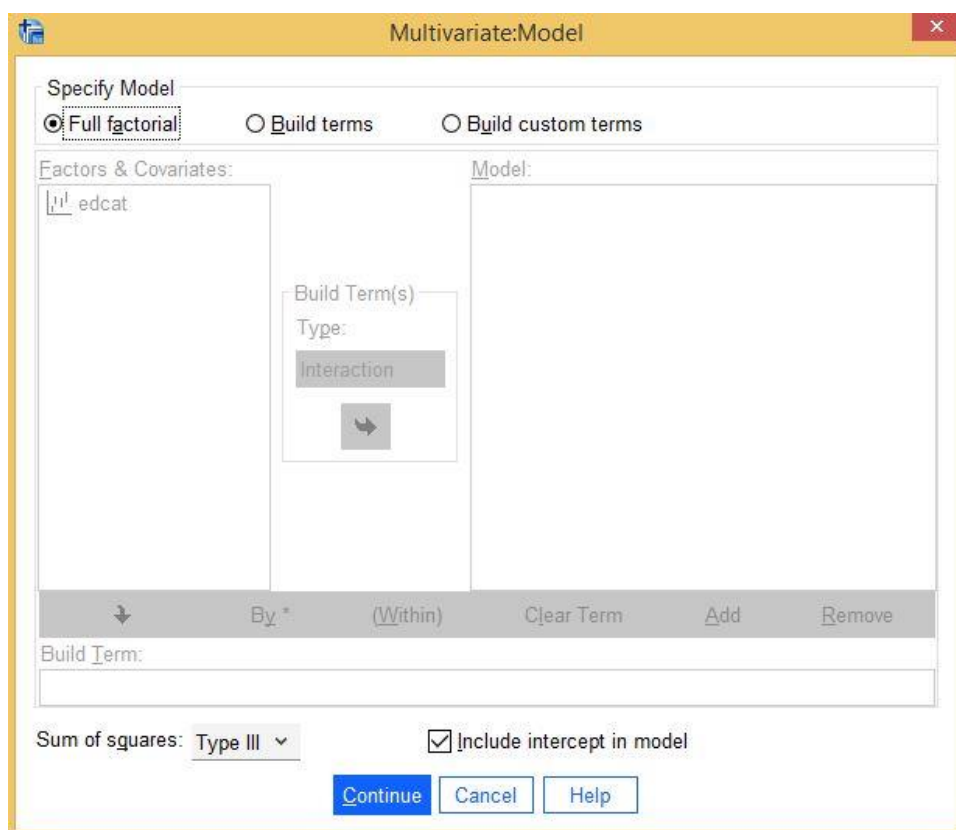 Multivariate:Model
Specify Model
Full factorial Build terms Build custom terms
Factors & Covariates: Model:
edcat
Build Term(s)
Type:
Interaction
By * (Within) Clear Term Add Remove
Build Term:
Sum of squares: Type III Include intercept in model
Continue Cancel Help